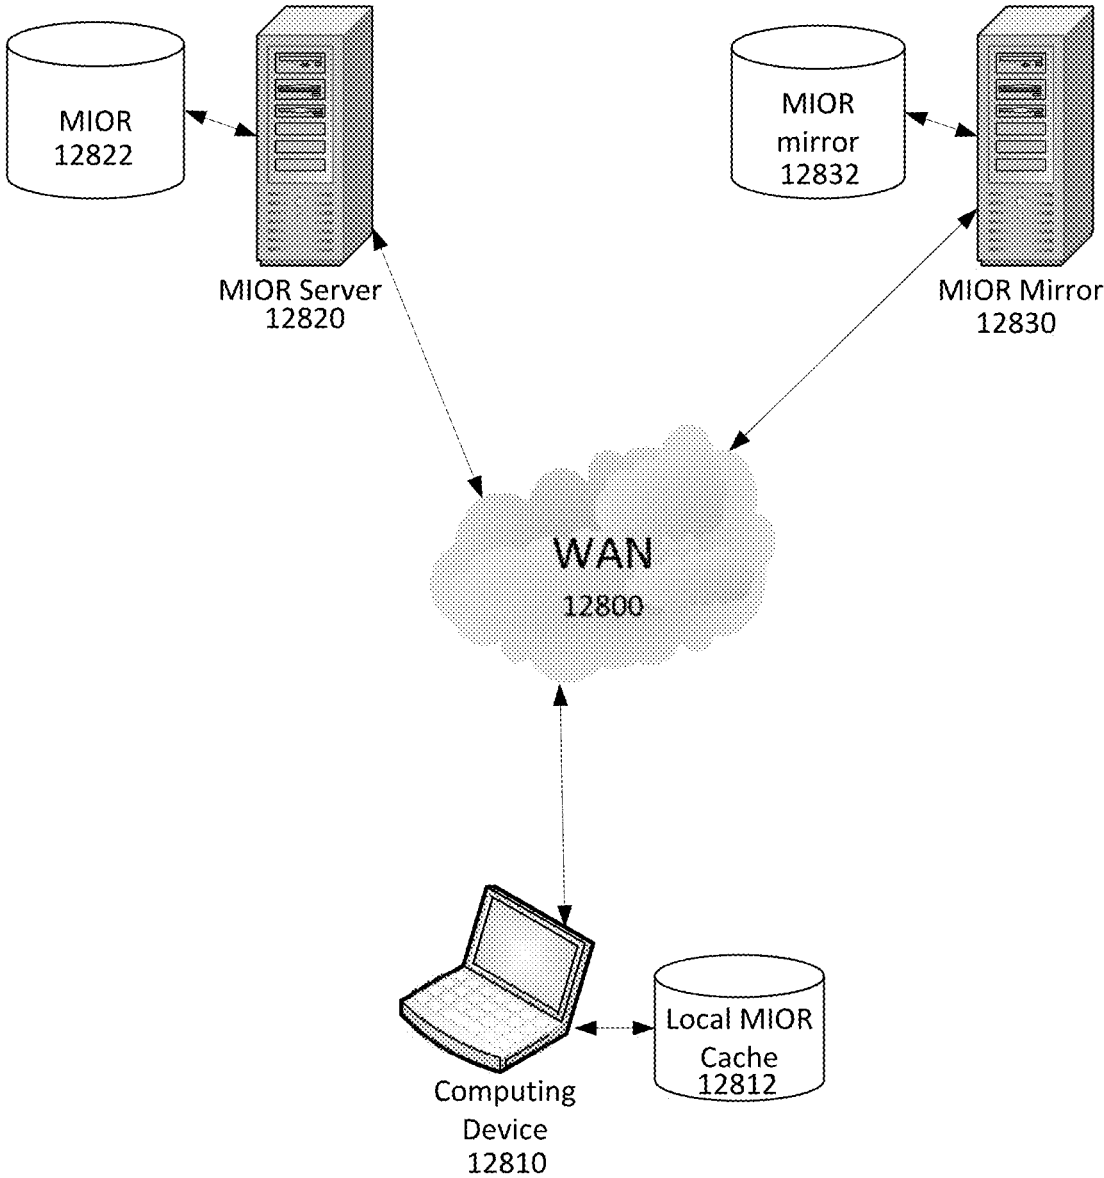 MIOR
12822
MIOR
mirror
12832
MIOR Server
12820
MIOR Mirror
12830
WAN
12800
Local MIOR
Cache
12812
Computing
Device
12810